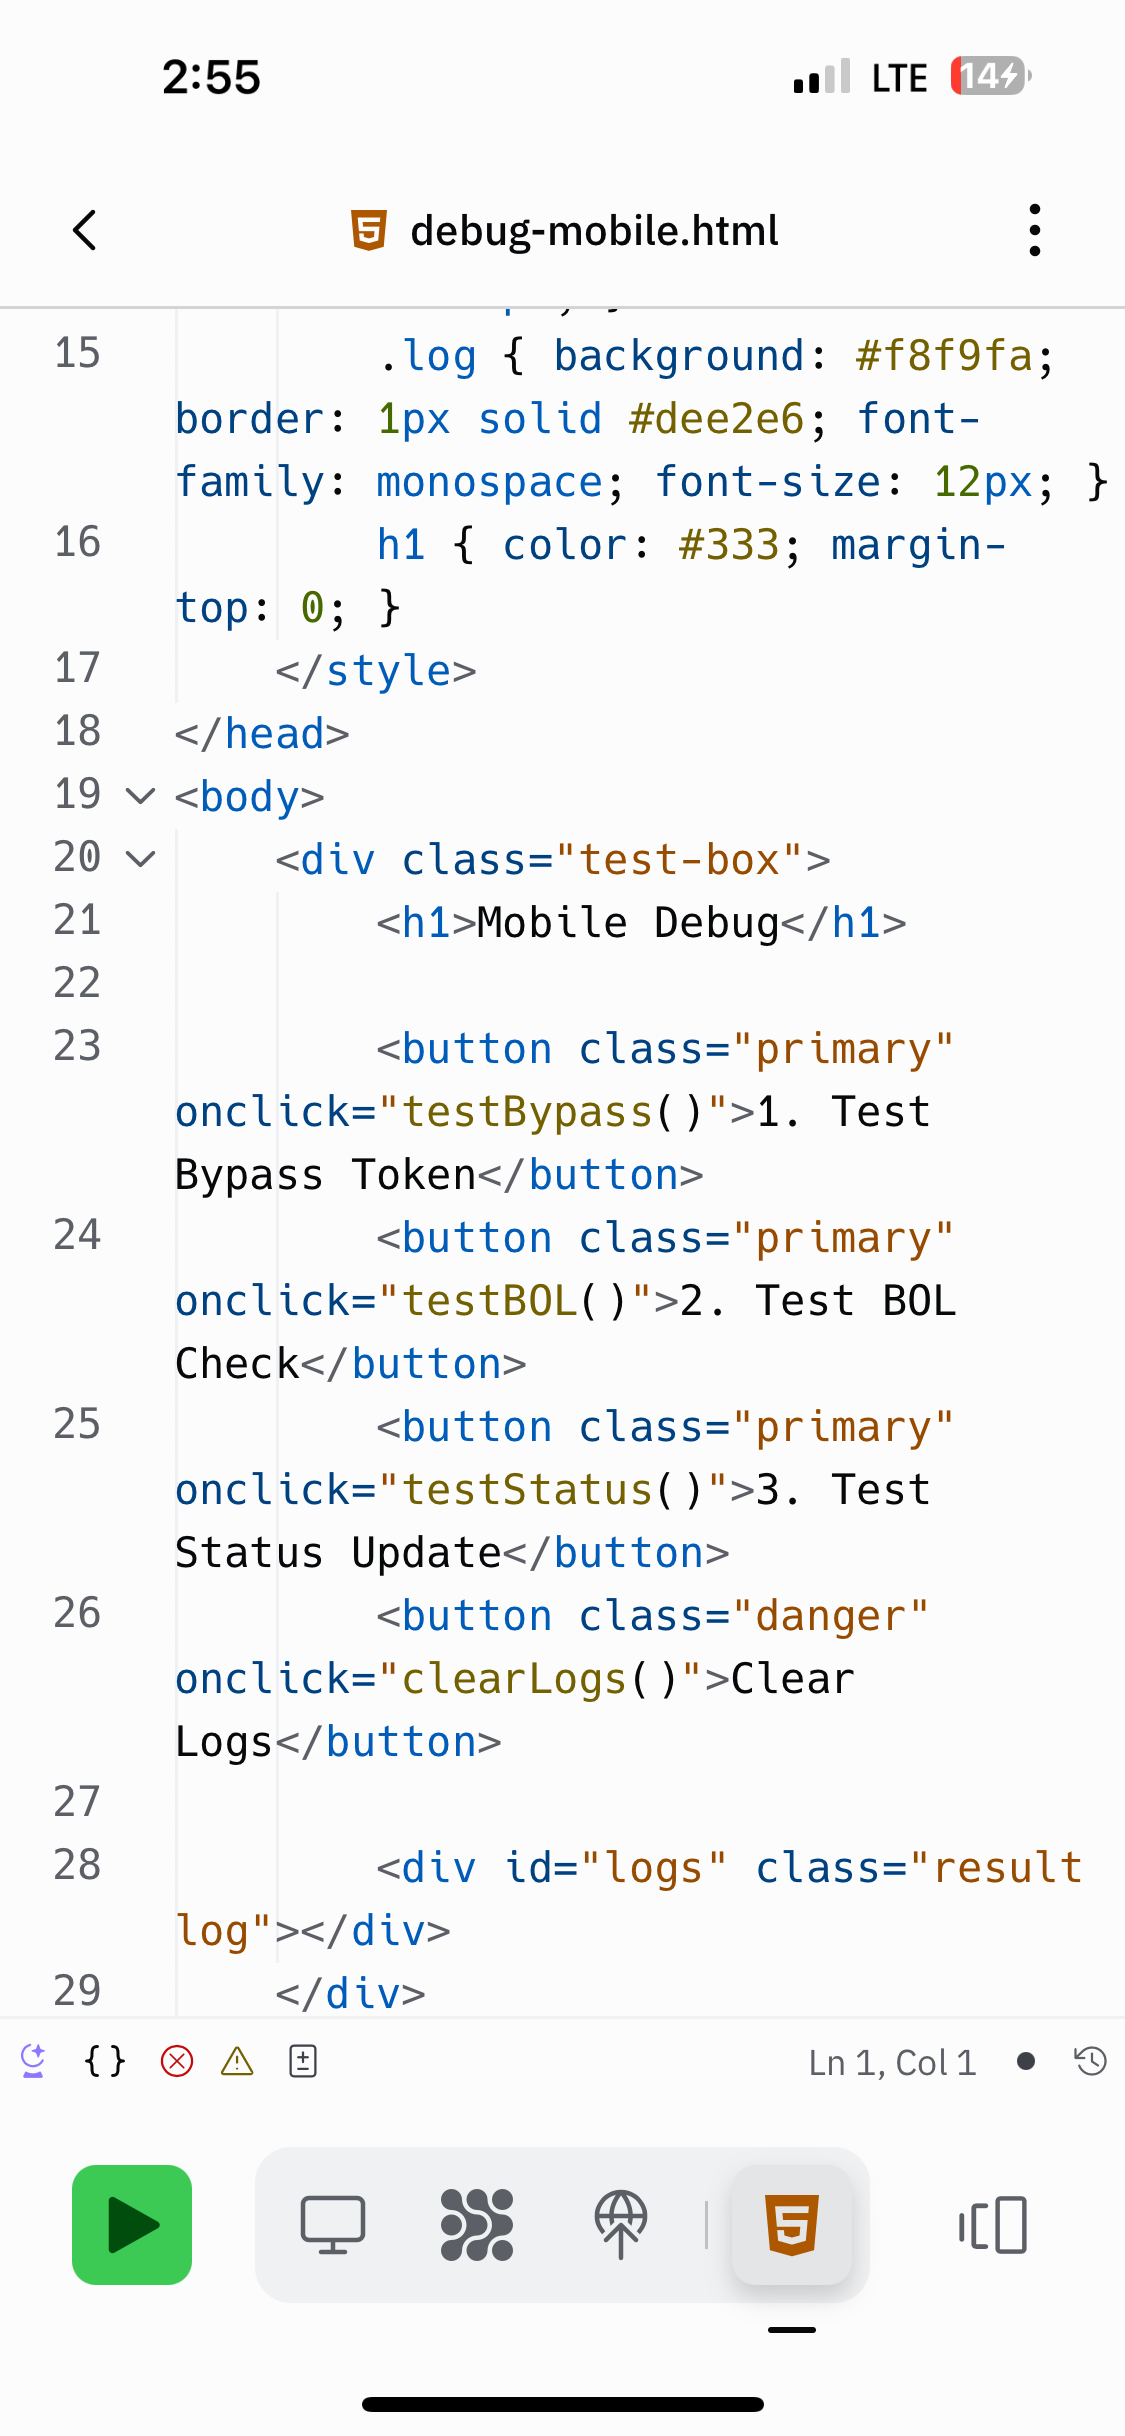 2:55
LTE
14
debug-mobile.html
15 .log { background: #f8f9fa;
border: 1px solid #dee2e6; font-
family: monospace; font-size: 12px; }
16 h1 { color: #333; margin-
top: 0; }
17 </style>
18 </head>
19 <body>
20 <div class="test-box">
21 <h1>Mobile Debug</h1>
22
23 <button class="primary"
onclick="testBypass()">1. Test
Bypass Token</button>
24 <button class="primary"
onclick="testBOL()">2. Test BOL
Check</button>
25 <button class="primary"
onclick="testStatus()">3. Test
Status Update</button>
26 <button class="danger"
onclick="clearLogs()">Clear
Logs</button>
27
28 <div id="logs" class="result
log"></div>
29 </div>
Ln 1, Col 1